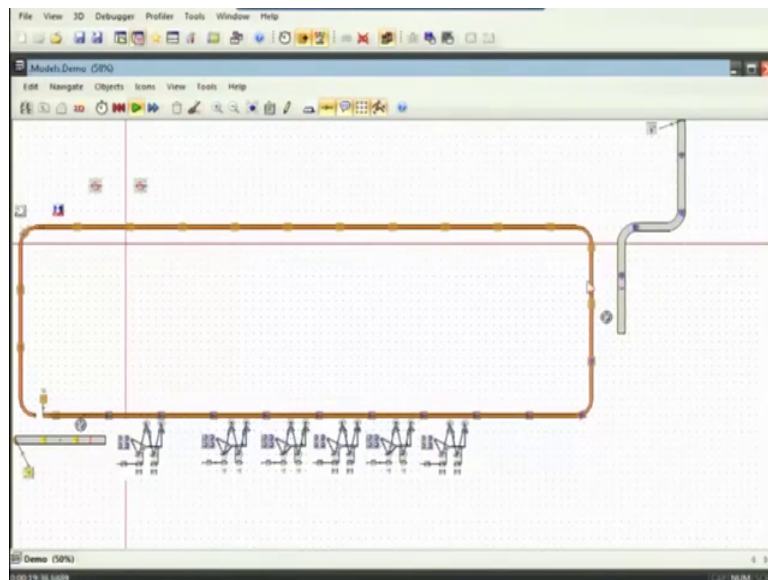 File View 3D Debugger Profiler Tools Window Help
.Models.Demo (50%)
Edit Navigate Objects Icons View Tools Help
Demo (50%)
NUM